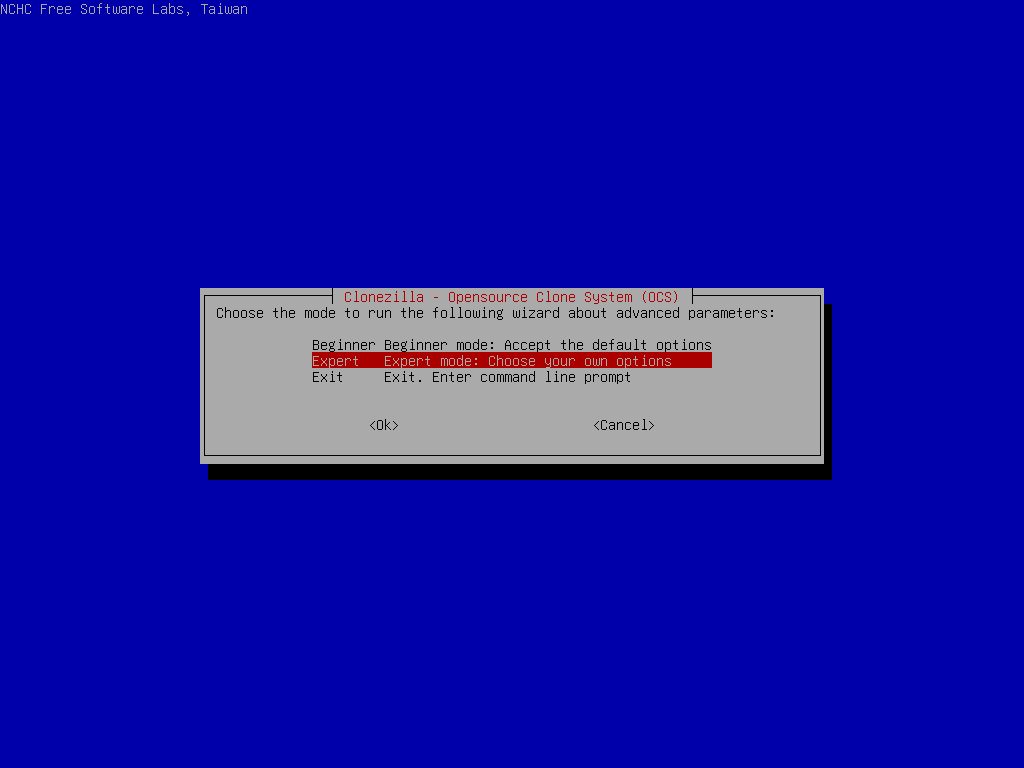 NCHC Free Software Labs, Taiwan
Clonezilla - Opensource Clone System (OCS)
Choose the mode to run the following wizard about advanced parameters:
Beginner Beginner mode: Accept the default options
Expert Expert mode: Choose your own options
Exit Exit. Enter command line prompt
<Ok> <Cancel>